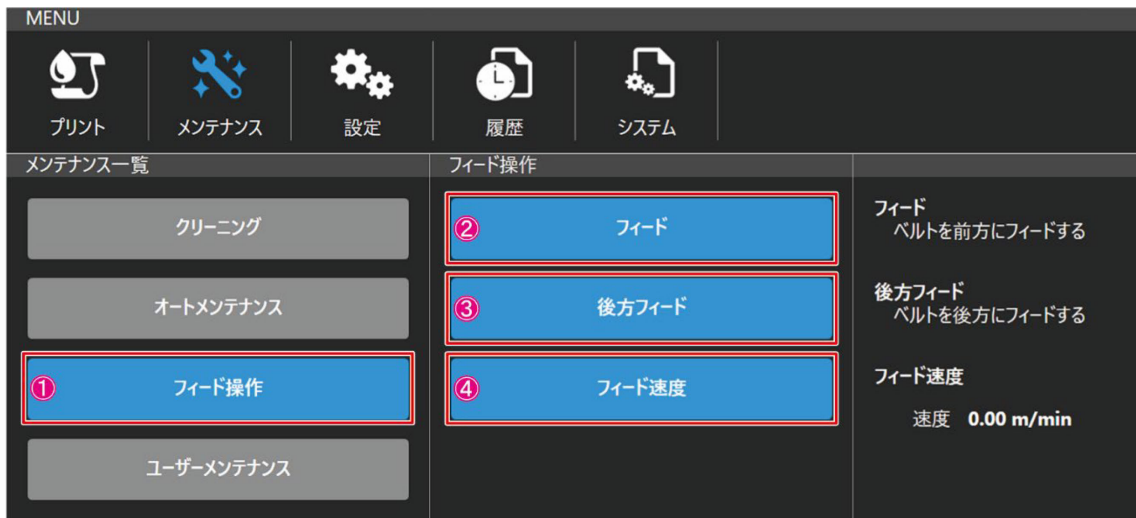 MENU
プリント
メンテナンス
設定
履歴
システム
メンテナンス一覧
フィード操作
クリーニング
オートメンテナンス
① フィード操作
ユーザーメンテナンス
② フィード
③ 後方フィード
④ フィード速度
フィード
ベルトを前方にフィードする
後方フィード
ベルトを後方にフィードする
フィード速度
速度 0.00 m/min